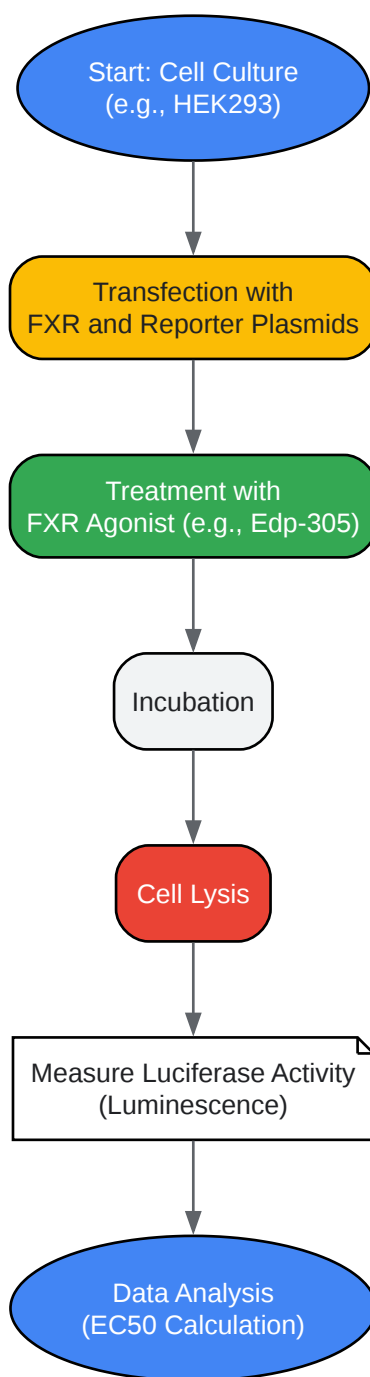 Start: Cell Culture
(e.g., HEK293)
Transfection with
FXR and Reporter Plasmids
Treatment with
FXR Agonist (e.g., Edp-305)
Incubation
Cell Lysis
Measure Luciferase Activity
(Luminescence)
Data Analysis
(EC50 Calculation)